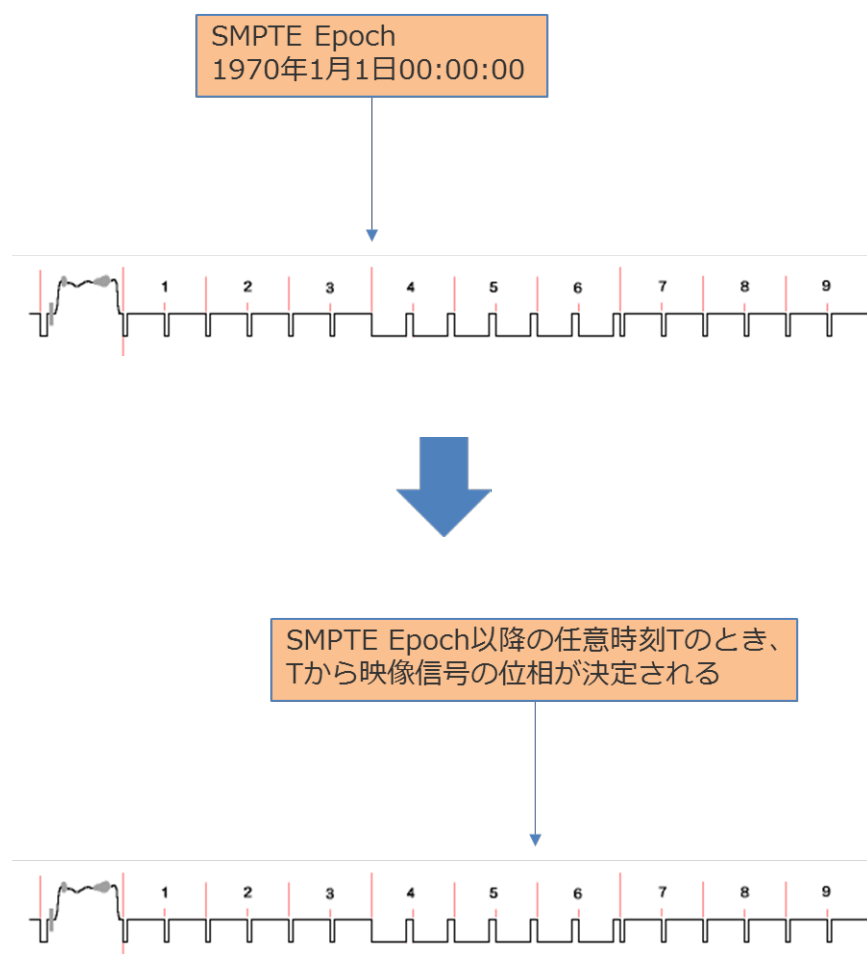 SMPTE Epoch
1970年1月1日00:00:00
1 2 3 4 5 6 7 8 9
SMPTE Epoch以降の任意時刻Tのとき、
Tから映像信号の位相が決定される
1 2 3 4 5 6 7 8 9